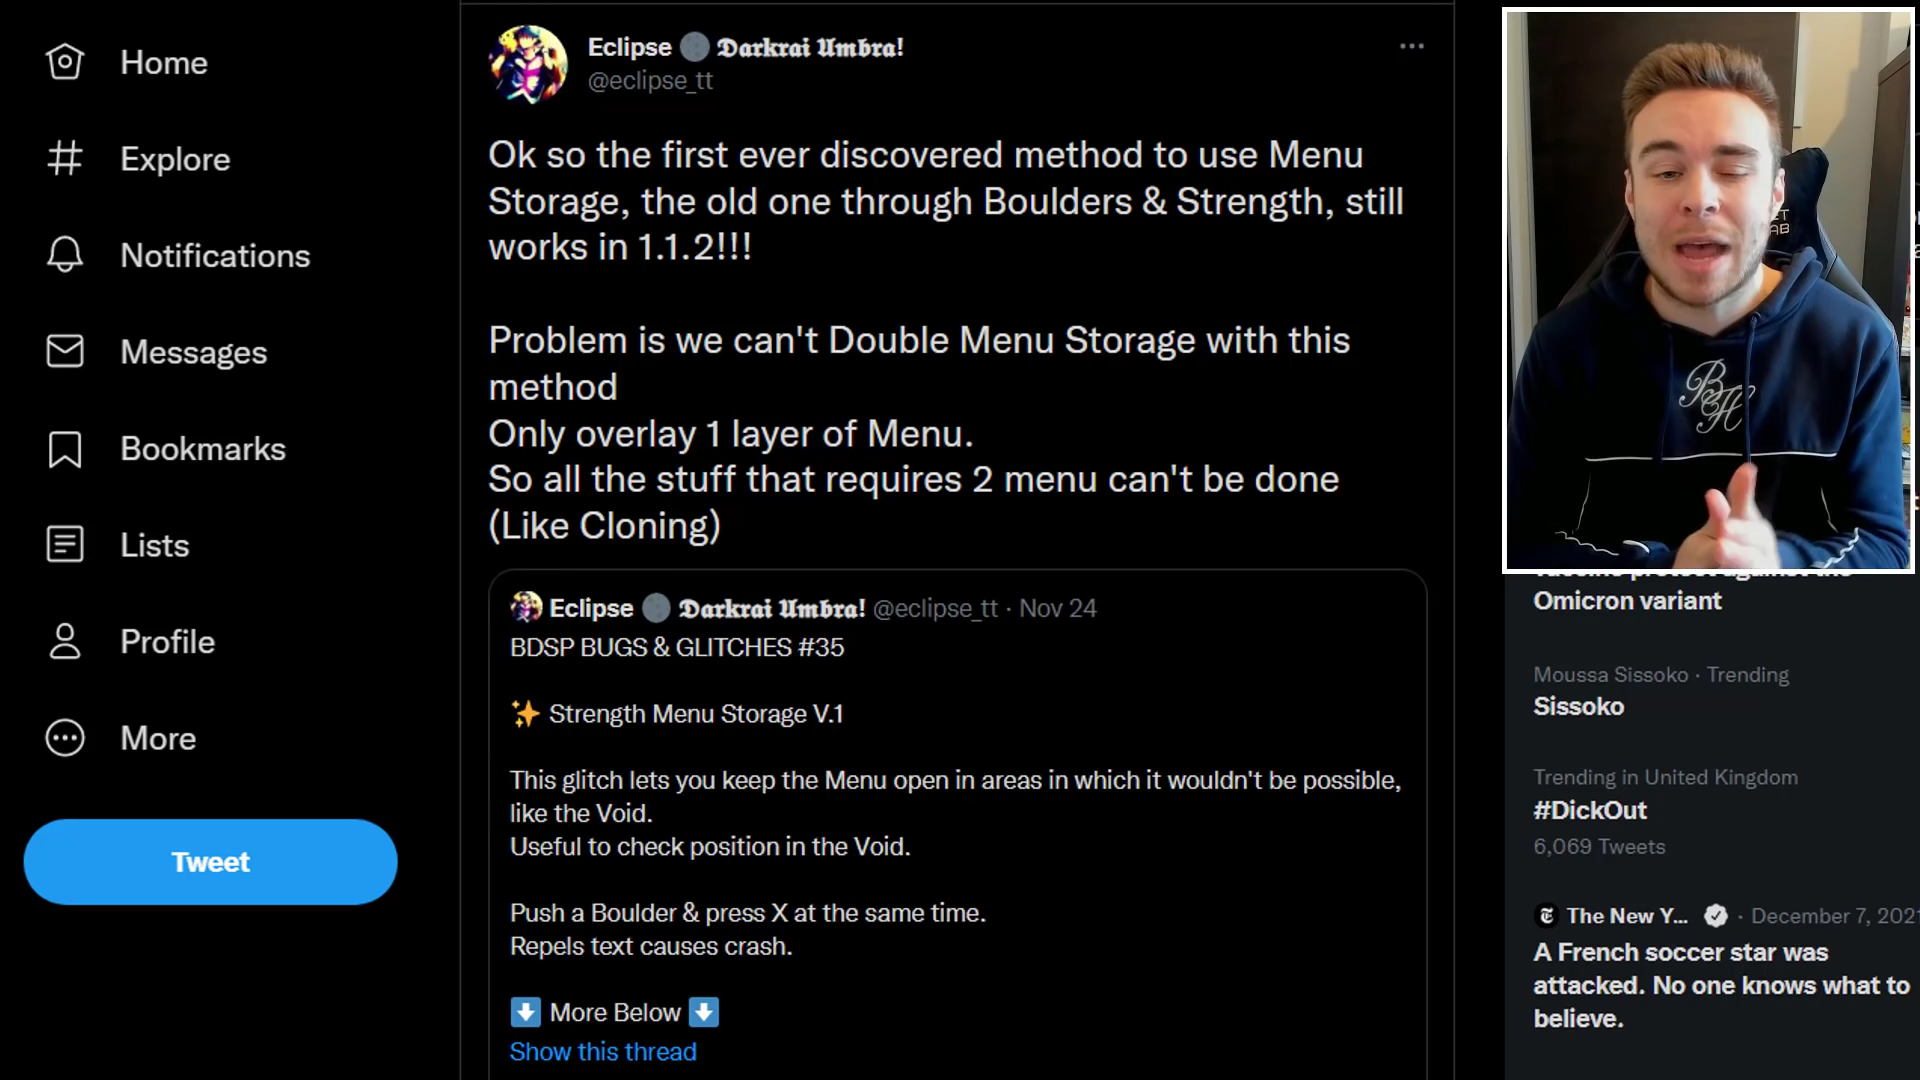 Home
Explore
Notifications
Messages
Bookmarks
Lists
Profile
More
Tweet
Eclipse 🌑 𝕯𝖆𝖗𝖐𝖗𝖆𝖎 𝖀𝖒𝖇𝖗𝖆!
@eclipse_tt
Ok so the first ever discovered method to use Menu
Storage, the old one through Boulders & Strength, still
works in 1.1.2!!!
Problem is we can't Double Menu Storage with this
method
Only overlay 1 layer of Menu.
So all the stuff that requires 2 menu can't be done
(Like Cloning)
Eclipse 🌑 𝕯𝖆𝖗𝖐𝖗𝖆𝖎 𝖀𝖒𝖇𝖗𝖆! @eclipse_tt · Nov 24
BDSP BUGS & GLITCHES #35
✨ Strength Menu Storage V.1
This glitch lets you keep the Menu open in areas in which it wouldn't be possible,
like the Void.
Useful to check position in the Void.
Push a Boulder & press X at the same time.
Repels text causes crash.
⬇️ More Below ⬇️
Show this thread
BH
vaccine protect against the
Omicron variant
Moussa Sissoko · Trending
Sissoko
Trending in United Kingdom
#DickOut
6,069 Tweets
The New Y... · December 7, 202
A French soccer star was
attacked. No one knows what to
believe.